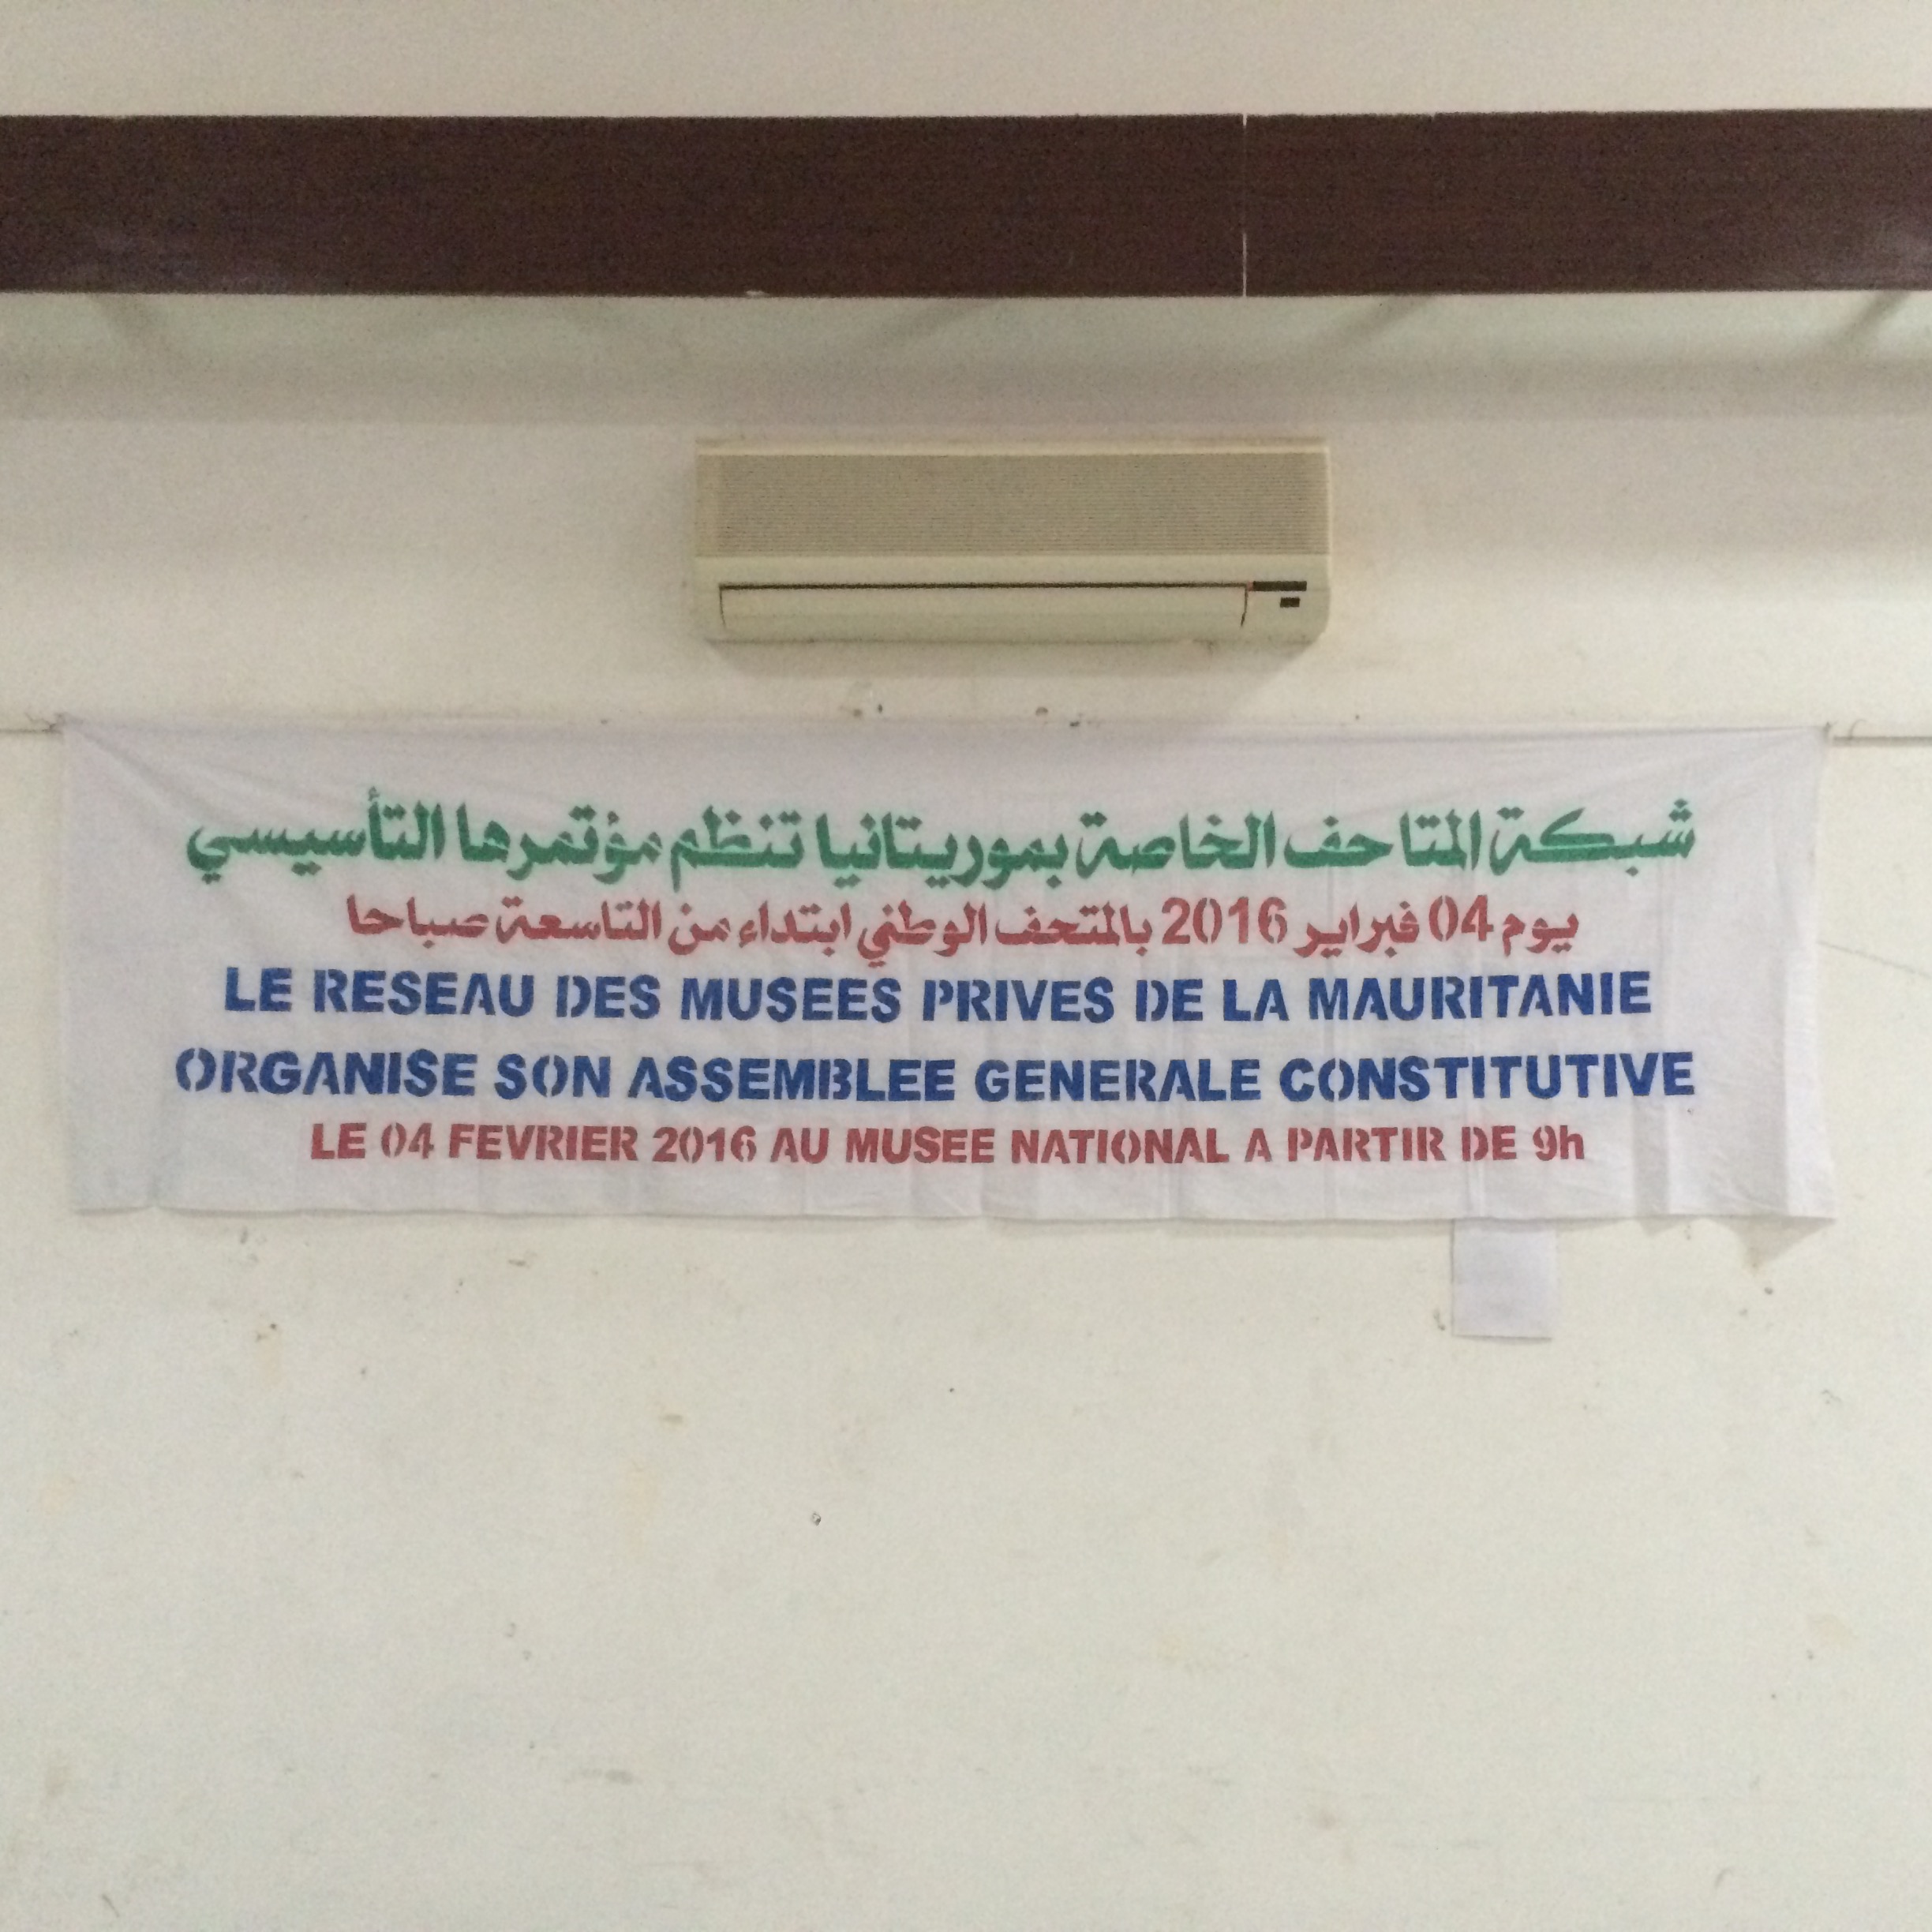 شبكة المتاحف الخاصة بموريتانيا تنظم مؤتمرها التأسيسي
يوم 04 فبراير 2016 بالمتحف الوطني ابتداء من التاسعة صباحا
LE RESEAU DES MUSEES PRIVES DE LA MAURITANIE
ORGANISE SON ASSEMBLEE GENERALE CONSTITUTIVE
LE 04 FEVRIER 2016 AU MUSEE NATIONAL A PARTIR DE 9h